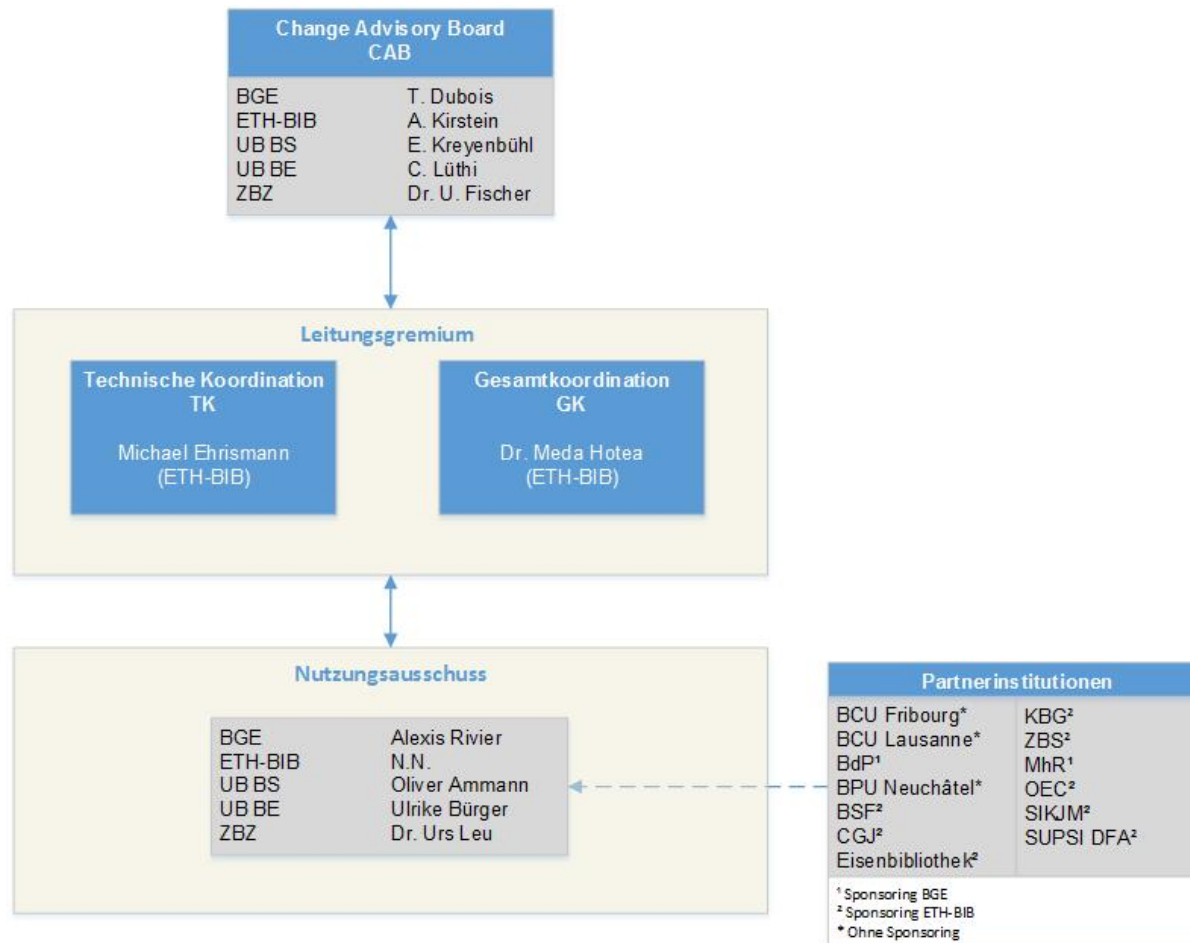 Change Advisory Board
CAB
BGE T. Dubois
ETH-BIB A. Kirstein
UB BS E. Kreyenbühl
UB BE C. Lüthi
ZBZ Dr. U. Fischer
Leitungsgremium
Technische Koordination
TK
Michael Ehrismann
(ETH-BIB)
Gesamtkoordination
GK
Dr. Meda Hotea
(ETH-BIB)
Nutzungsausschuss
BGE Alexis Rivier
ETH-BIB N.N.
UB BS Oliver Ammann
UB BE Ulrike Bürger
ZBZ Dr. Urs Leu
Partnerinstitutionen
BCU Fribourg*
BCU Lausanne*
BdP¹
BPU Neuchâtel*
BSF²
CGJ²
Eisenbibliothek²
KBG²
ZBS²
MhR¹
OEC²
SIKJM²
SUPSI DFA²
¹ Sponsoring BGE
² Sponsoring ETH-BIB
* Ohne Sponsoring